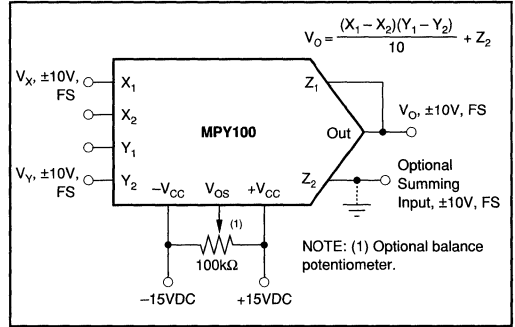 V_O = (X_1 – X_2)(Y_1 – Y_2) / 10 + Z_2
V_X, ±10V,
FS
X_1
Z_1
X_2
V_O, ±10V, FS
MPY100
Out
Y_1
V_Y, ±10V,
FS
Y_2
–V_CC
V_OS
+V_CC
Z_2
Optional
Summing
Input, ±10V, FS
(1)
100kΩ
NOTE: (1) Optional balance
potentiometer.
–15VDC
+15VDC